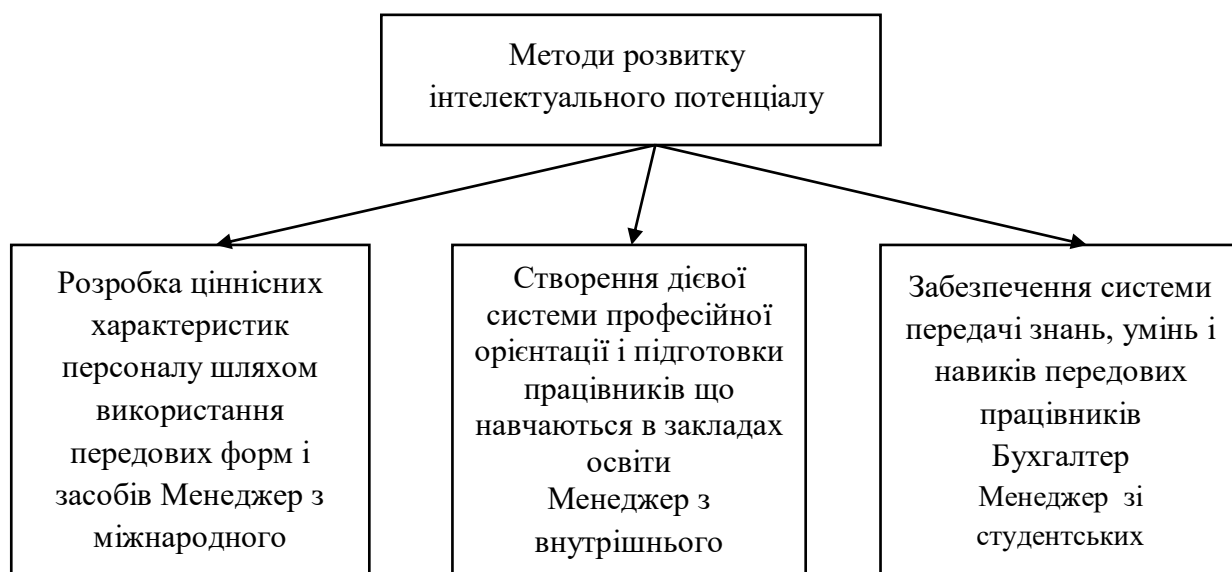 Методи розвитку
інтелектуального потенціалу
Розробка ціннісних
характеристик
персоналу шляхом
використання
передових форм і
засобів Менеджер з
міжнародного
Створення дієвої
системи професійної
орієнтації і підготовки
працівників що
навчаються в закладах
освіти
Менеджер з
внутрішнього
Забезпечення системи
передачі знань, умінь і
навиків передових
працівників
Бухгалтер
Менеджер зі
студентських